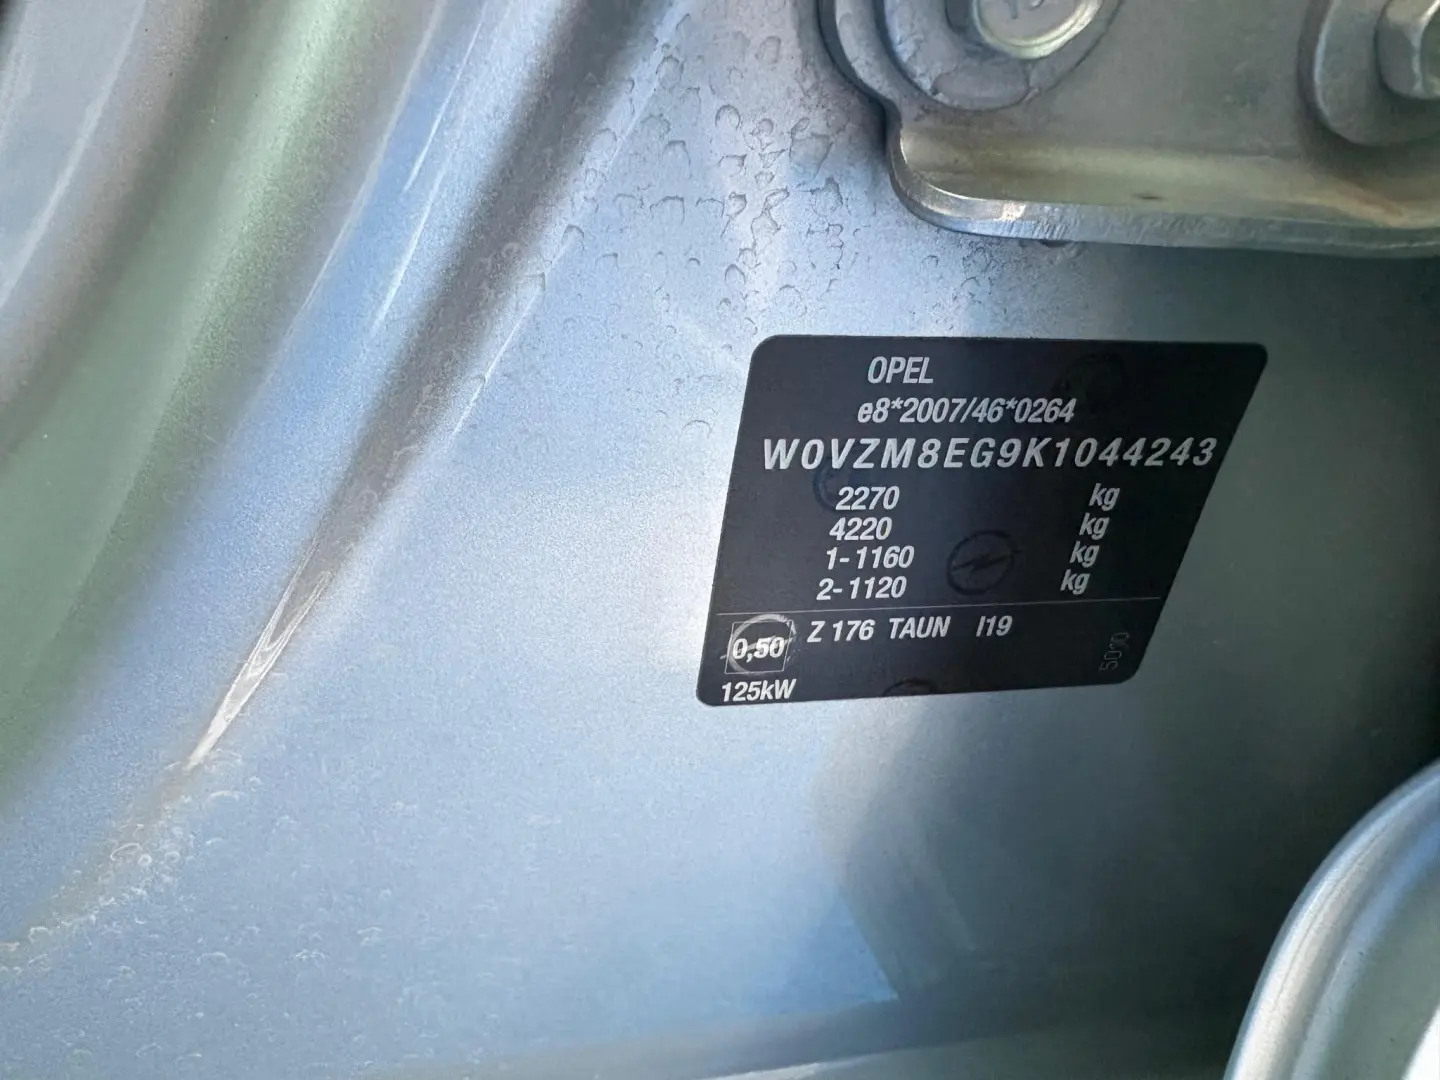 OPEL
e8*2007/46*0264
W0VZM8EG9K1044243
2270 kg
4220 kg
1-1160 kg
2-1120 kg
0,50 Z 176 TAUN I19
125kW